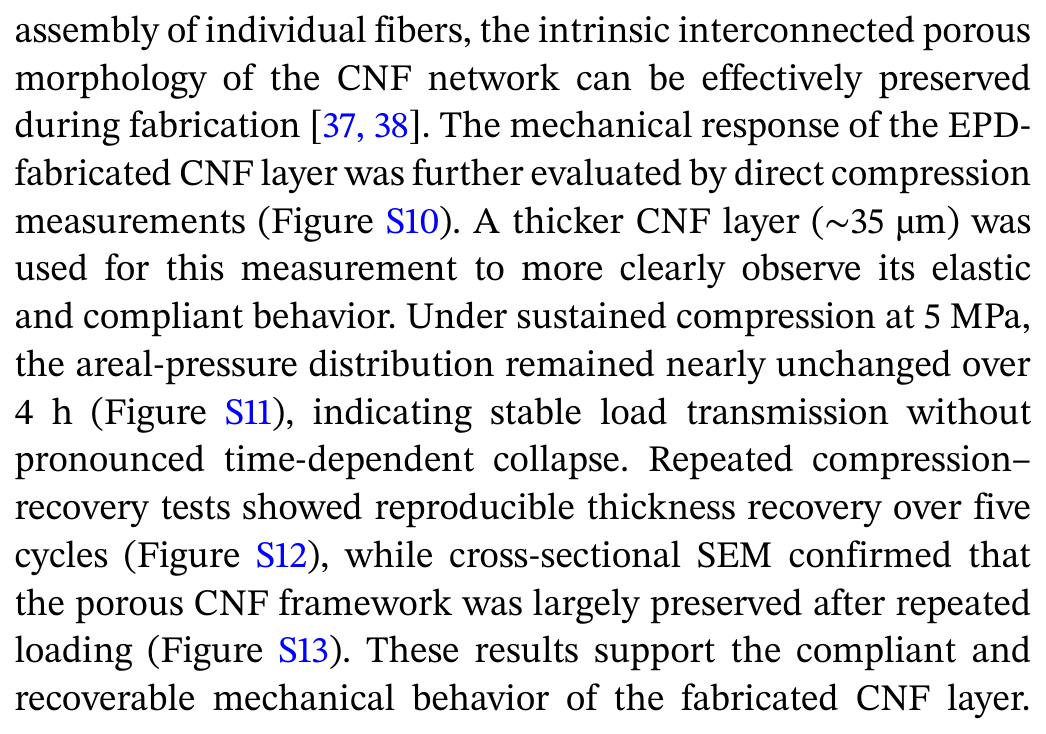 assembly of individual fibers, the intrinsic interconnected porous
morphology of the CNF network can be effectively preserved
during fabrication [37, 38]. The mechanical response of the EPD-
fabricated CNF layer was further evaluated by direct compression
measurements (Figure S10). A thicker CNF layer (~35 μm) was
used for this measurement to more clearly observe its elastic
and compliant behavior. Under sustained compression at 5 MPa,
the areal-pressure distribution remained nearly unchanged over
4 h (Figure S11), indicating stable load transmission without
pronounced time-dependent collapse. Repeated compression–
recovery tests showed reproducible thickness recovery over five
cycles (Figure S12), while cross-sectional SEM confirmed that
the porous CNF framework was largely preserved after repeated
loading (Figure S13). These results support the compliant and
recoverable mechanical behavior of the fabricated CNF layer.